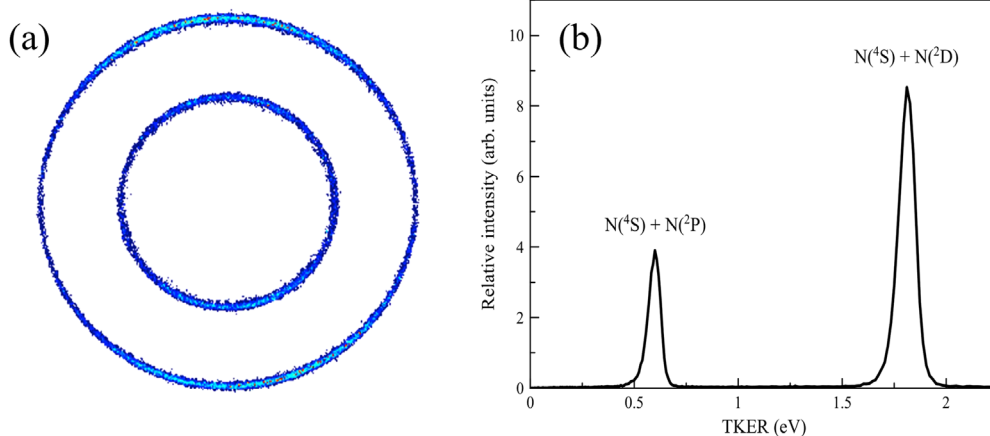 (a)
(b)
10
8
6
4
2
0
Relative intensity (arb. units)
N(⁴S) + N(²D)
N(⁴S) + N(²P)
0 0.5 1 1.5 2
TKER (eV)